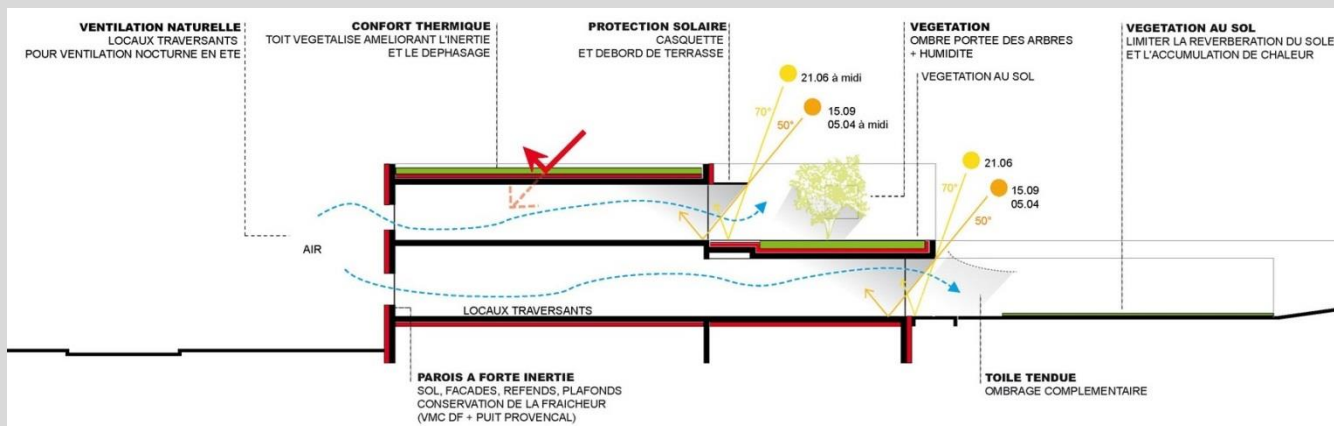 VENTILATION NATURELLE
LOCAUX TRAVERSANTS
POUR VENTILATION NOCTURNE EN ETE
CONFORT THERMIQUE
TOIT VEGETALISE AMELIORANT L'INERTIE
ET LE DEPHASAGE
PROTECTION SOLAIRE
CASQUETTE
ET DEBORD DE TERRASSE
VEGETATION
OMBRE PORTEE DES ARBRES
+ HUMIDITE
VEGETATION AU SOL
LIMITER LA REVERBERATION DU SOLE
ET L'ACCUMULATION DE CHALEUR
VEGETATION AU SOL
21.06 à midi
70°
15.09
05.04 à midi
50°
21.06
70°
15.09
05.04
50°
AIR
LOCAUX TRAVERSANTS
PAROIS A FORTE INERTIE
SOL, FACADES, REFENDS, PLAFONDS
CONSERVATION DE LA FRAICHEUR
(VMC DF + PUIT PROVENCAL)
TOILE TENDUE
OMBRAGE COMPLEMENTAIRE